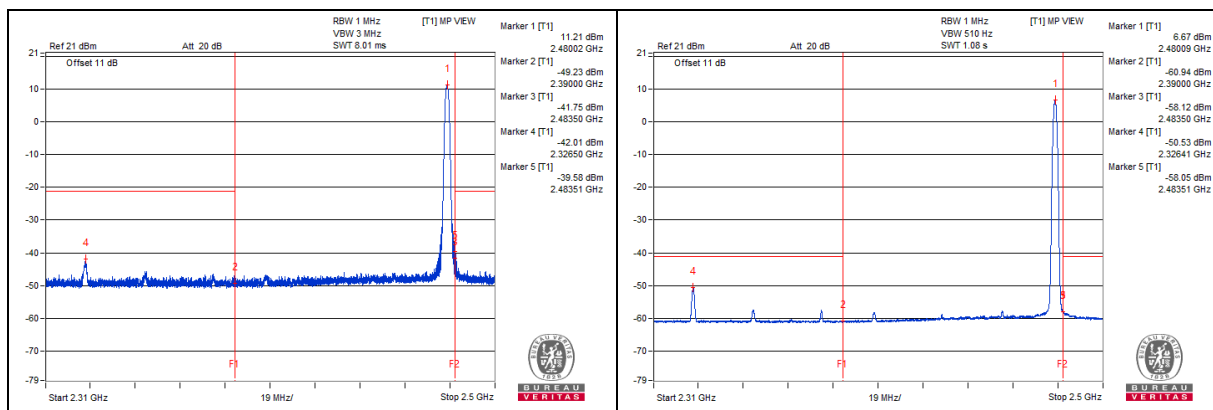 RBW 1 MHz
[T1] MP VIEW
VBW 3 MHz
Ref 21 dBm
Att 20 dB
SWT 8.01 ms
Marker 1 [T1]
11.21 dBm
2.48002 GHz
Marker 2 [T1]
-49.23 dBm
2.39000 GHz
Marker 3 [T1]
-41.75 dBm
2.48350 GHz
Marker 4 [T1]
-42.01 dBm
2.32650 GHz
Marker 5 [T1]
-39.58 dBm
2.48351 GHz
21
Offset 11 dB
1
10
0
-10
-20
-30
4
5
-40
2
-50
-60
-70
F1
F2
-79
Start 2.31 GHz
19 MHz/
Stop 2.5 GHz
1828
BUREAU
VERITAS
RBW 1 MHz
[T1] MP VIEW
VBW 510 Hz
Ref 21 dBm
Att 20 dB
SWT 1.08 s
Marker 1 [T1]
6.67 dBm
2.48009 GHz
Marker 2 [T1]
-60.94 dBm
2.39000 GHz
Marker 3 [T1]
-58.12 dBm
2.48350 GHz
Marker 4 [T1]
-50.53 dBm
2.32641 GHz
Marker 5 [T1]
-58.05 dBm
2.48351 GHz
21
Offset 11 dB
1
10
0
-10
-20
-30
-40
4
-50
2
-60
-70
F1
F2
-79
Start 2.31 GHz
19 MHz/
Stop 2.5 GHz
1828
BUREAU
VERITAS